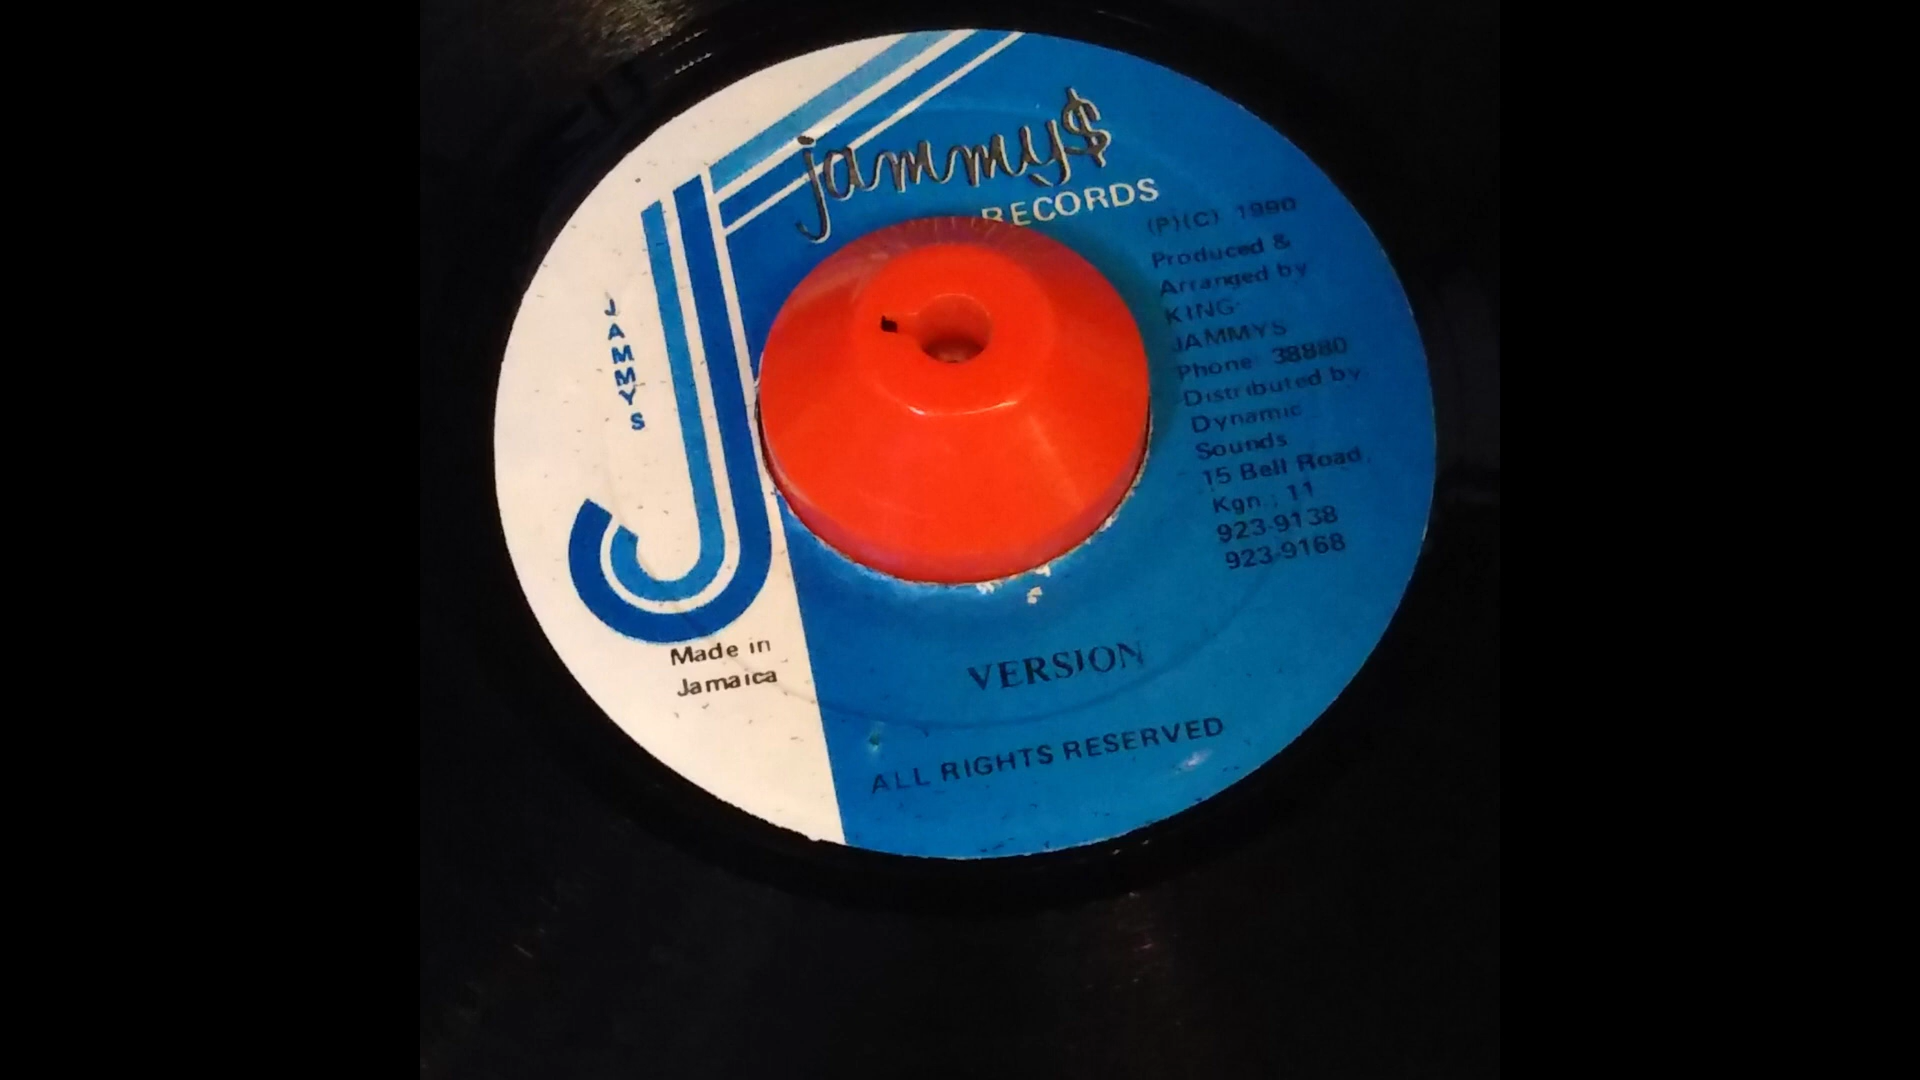 jammy$
RECORDS
(P)(C) 1990
Produced &
Arranged by
KING
JAMMYS
Phone 38880
Distributed by
Dynamic
Sounds
15 Bell Road
Kgn. 11
923-9138
923-9168
JAMMYS
Made in
Jamaica
VERSION
ALL RIGHTS RESERVED